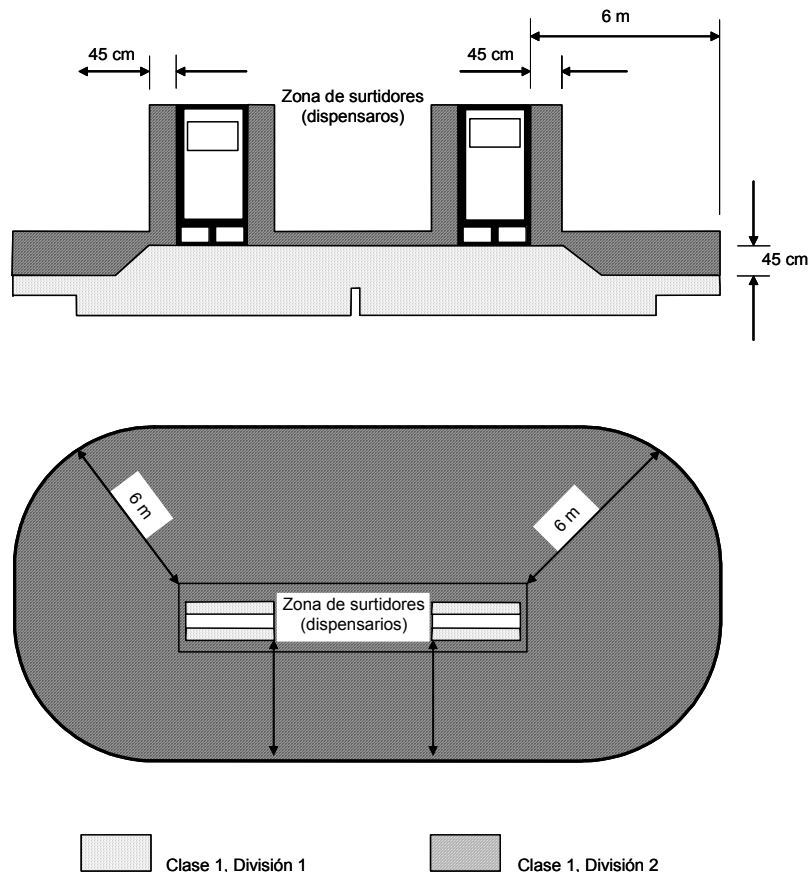 6 m
45 cm
45 cm
Zona de surtidores
(dispensaros)
45 cm
6 m
6 m
Zona de surtidores
(dispensarios)
Clase 1, División 1
Clase 1, División 2